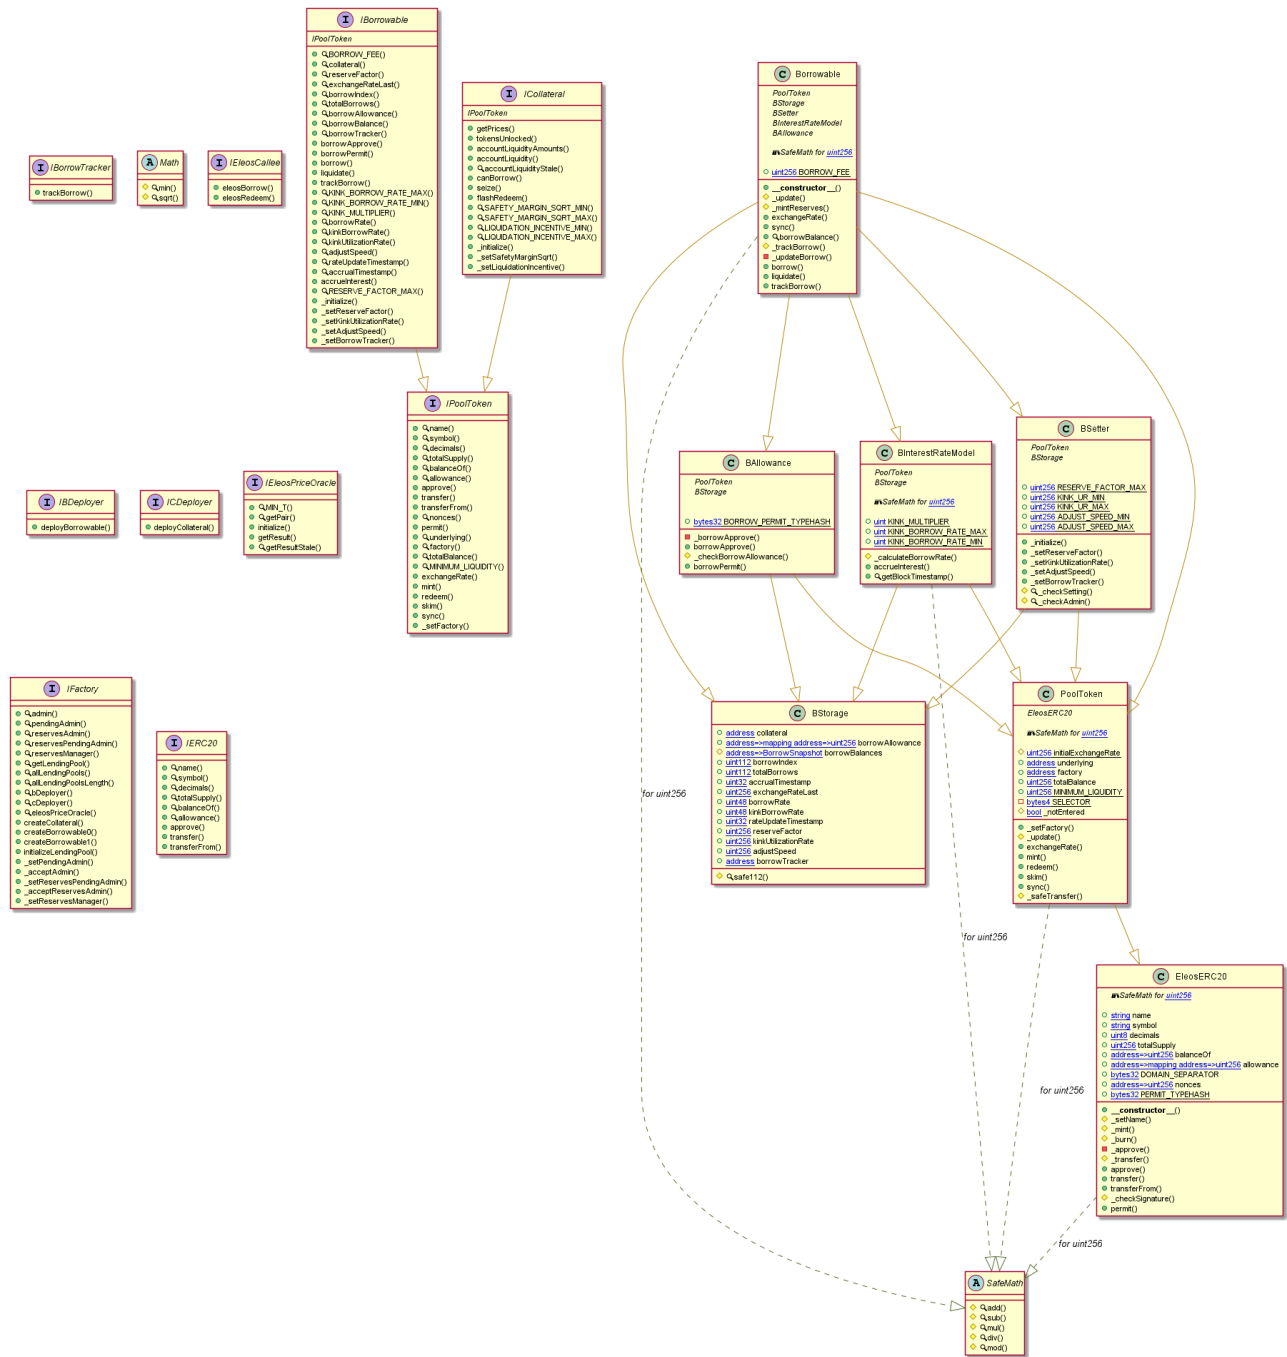 I IBorrowable
IPoolToken
BORROW_FEE()
collateral()
reserveFactor()
exchangeRateLast()
borrowIndex()
totalBorrows()
borrowAllowance()
borrowBalance()
borrowTracker()
borrowApprove()
borrowPermit()
borrow()
liquidate()
trackBorrow()
KINK_BORROW_RATE_MAX()
KINK_BORROW_RATE_MIN()
KINK_MULTIPLIER()
borrowRate()
kinkBorrowRate()
kinkUtilizationRate()
adjustSpeed()
rateUpdateTimestamp()
accrualTimestamp()
accrueInterest()
RESERVE_FACTOR_MAX()
_initialize()
_setReserveFactor()
_setKinkUtilizationRate()
_setAdjustSpeed()
_setBorrowTracker()
I ICollateral
IPoolToken
getPrices()
tokensUnlocked()
accountLiquidityAmounts()
accountLiquidity()
accountLiquidityStale()
canBorrow()
seize()
flashRedeem()
SAFETY_MARGIN_SQRT_MIN()
SAFETY_MARGIN_SQRT_MAX()
LIQUIDATION_INCENTIVE_MIN()
LIQUIDATION_INCENTIVE_MAX()
_initialize()
_setSafetyMarginSqrt()
_setLiquidationIncentive()
C Borrowable
PoolToken
BStorage
BSetter
BInterestRateModel
BAllowance
SafeMath for uint256
uint256 BORROW_FEE
__constructor__()
_update()
_mintReserves()
exchangeRate()
sync()
borrowBalance()
_trackBorrow()
_updateBorrow()
borrow()
liquidate()
trackBorrow()
I IBorrowTracker
trackBorrow()
A Math
min()
sqrt()
I IEleosCallee
eleosBorrow()
eleosRedeem()
I IPoolToken
name()
symbol()
decimals()
totalSupply()
balanceOf()
allowance()
approve()
transfer()
transferFrom()
nonces()
permit()
underlying()
factory()
totalBalance()
MINIMUM_LIQUIDITY()
exchangeRate()
mint()
redeem()
skim()
sync()
_setFactory()
C BAllowance
PoolToken
BStorage
bytes32 BORROW_PERMIT_TYPEHASH
_borrowApprove()
borrowApprove()
_checkBorrowAllowance()
borrowPermit()
C BInterestRateModel
PoolToken
BStorage
SafeMath for uint256
uint KINK_MULTIPLIER
uint KINK_BORROW_RATE_MAX
uint KINK_BORROW_RATE_MIN
_calculateBorrowRate()
accrueInterest()
getBlockTimestamp()
C BSetter
PoolToken
BStorage
uint256 RESERVE_FACTOR_MAX
uint256 KINK_UR_MIN
uint256 KINK_UR_MAX
uint256 ADJUST_SPEED_MIN
uint256 ADJUST_SPEED_MAX
_initialize()
_setReserveFactor()
_setKinkUtilizationRate()
_setAdjustSpeed()
_setBorrowTracker()
_checkSetting()
_checkAdmin()
I IBDeployer
deployBorrowable()
I ICDeployer
deployCollateral()
I IEleosPriceOracle
MIN_T()
getPair()
initialize()
getResult()
getResultStale()
I IFactory
admin()
pendingAdmin()
reservesAdmin()
reservesPendingAdmin()
reservesManager()
getLendingPool()
allLendingPools()
allLendingPoolsLength()
bDeployer()
cDeployer()
eleosPriceOracle()
createCollateral()
createBorrowable0()
createBorrowable1()
initializeLendingPool()
_setPendingAdmin()
_acceptAdmin()
_setReservesPendingAdmin()
_acceptReservesAdmin()
_setReservesManager()
I IERC20
name()
symbol()
decimals()
totalSupply()
balanceOf()
allowance()
approve()
transfer()
transferFrom()
for uint256
C BStorage
address collateral
address=>mapping address=>uint256 borrowAllowance
address=>BorrowSnapshot borrowBalances
uint112 borrowIndex
uint112 totalBorrows
uint32 accrualTimestamp
uint256 exchangeRateLast
uint48 borrowRate
uint48 kinkBorrowRate
uint32 rateUpdateTimestamp
uint256 reserveFactor
uint256 kinkUtilizationRate
uint256 adjustSpeed
address borrowTracker
safe112()
C PoolToken
EleosERC20
SafeMath for uint256
uint256 initialExchangeRate
address underlying
address factory
uint256 totalBalance
uint256 MINIMUM_LIQUIDITY
bytes4 SELECTOR
bool _notEntered
_setFactory()
_update()
exchangeRate()
mint()
redeem()
skim()
sync()
_safeTransfer()
for uint256
for uint256
C EleosERC20
SafeMath for uint256
string name
string symbol
uint8 decimals
uint256 totalSupply
address=>uint256 balanceOf
address=>mapping address=>uint256 allowance
bytes32 DOMAIN_SEPARATOR
address=>uint256 nonces
bytes32 PERMIT_TYPEHASH
__constructor__()
_setName()
_mint()
_burn()
_approve()
_transfer()
approve()
transfer()
transferFrom()
_checkSignature()
permit()
for uint256
A SafeMath
add()
sub()
mul()
div()
mod()